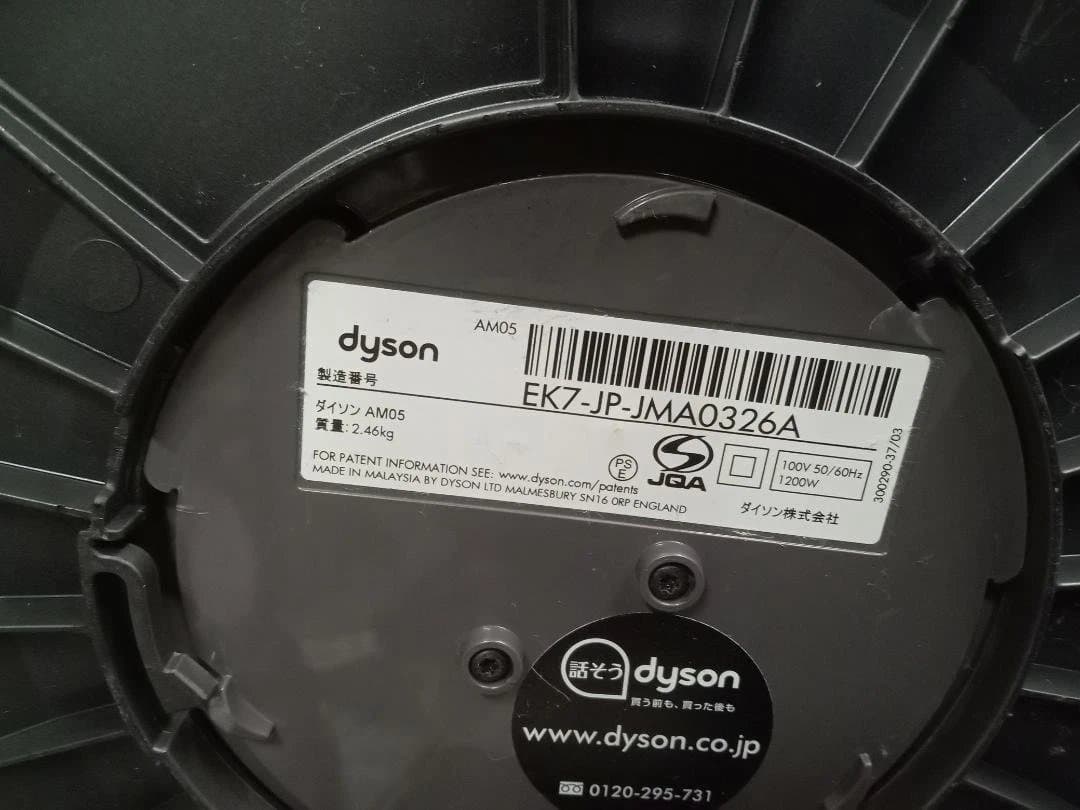 dyson
AM05
EK7-JP-JMA0326A
製造番号
ダイソン AM05
質量: 2.46kg
FOR PATENT INFORMATION SEE: www.dyson.com/patents
MADE IN MALAYSIA BY DYSON LTD MALMESBURY SN16 0RP ENGLAND
PS
E
JQA
100V 50/60Hz
1200W
ダイソン株式会社
300290-37/03
話そう
dyson
買う前も、買った後も
www.dyson.co.jp
0120-295-731